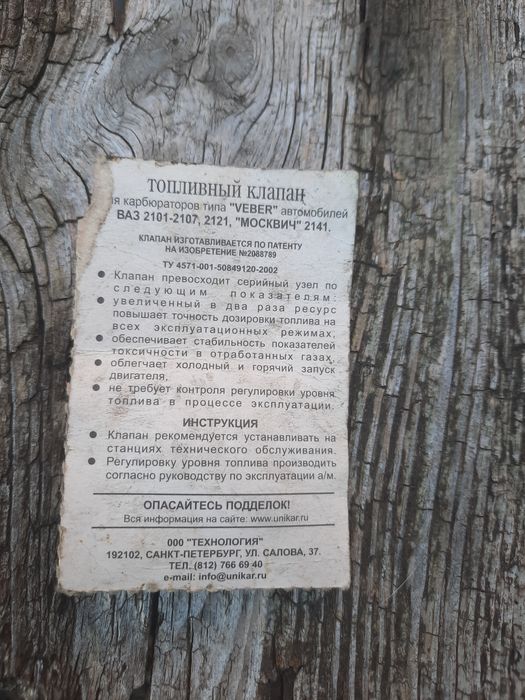 ТОПЛИВНЫЙ КЛАПАН
я карбюраторов типа "VEBER" автомобилей
ВАЗ 2101-2107, 2121, "МОСКВИЧ" 2141.
КЛАПАН ИЗГОТАВЛИВАЕТСЯ ПО ПАТЕНТУ
НА ИЗОБРЕТЕНИЕ №2068789
ТУ 4571-001-50849120-2002
● Клапан превосходит серийный узел по
следующим показателям:
● увеличенный в два раза ресурс
повышает точность дозировки топлива на
всех эксплуатационных режимах;
● обеспечивает стабильность показателей
токсичности в отработанных газах,
● облегчает холодный и горячий запуск
двигателя,
● не требует контроля регулировки уровня
топлива в процессе эксплуатации.
ИНСТРУКЦИЯ
● Клапан рекомендуется устанавливать на
станциях технического обслуживания.
● Регулировку уровня топлива производить
согласно руководству по эксплуатации а/м.
ОПАСАЙТЕСЬ ПОДДЕЛОК!
Вся информация на сайте: www.unikar.ru
ООО "ТЕХНОЛОГИЯ"
192102, САНКТ-ПЕТЕРБУРГ, УЛ. САЛОВА, 37.
ТЕЛ. (812) 766 69 40
e-mail: info@unikar.ru